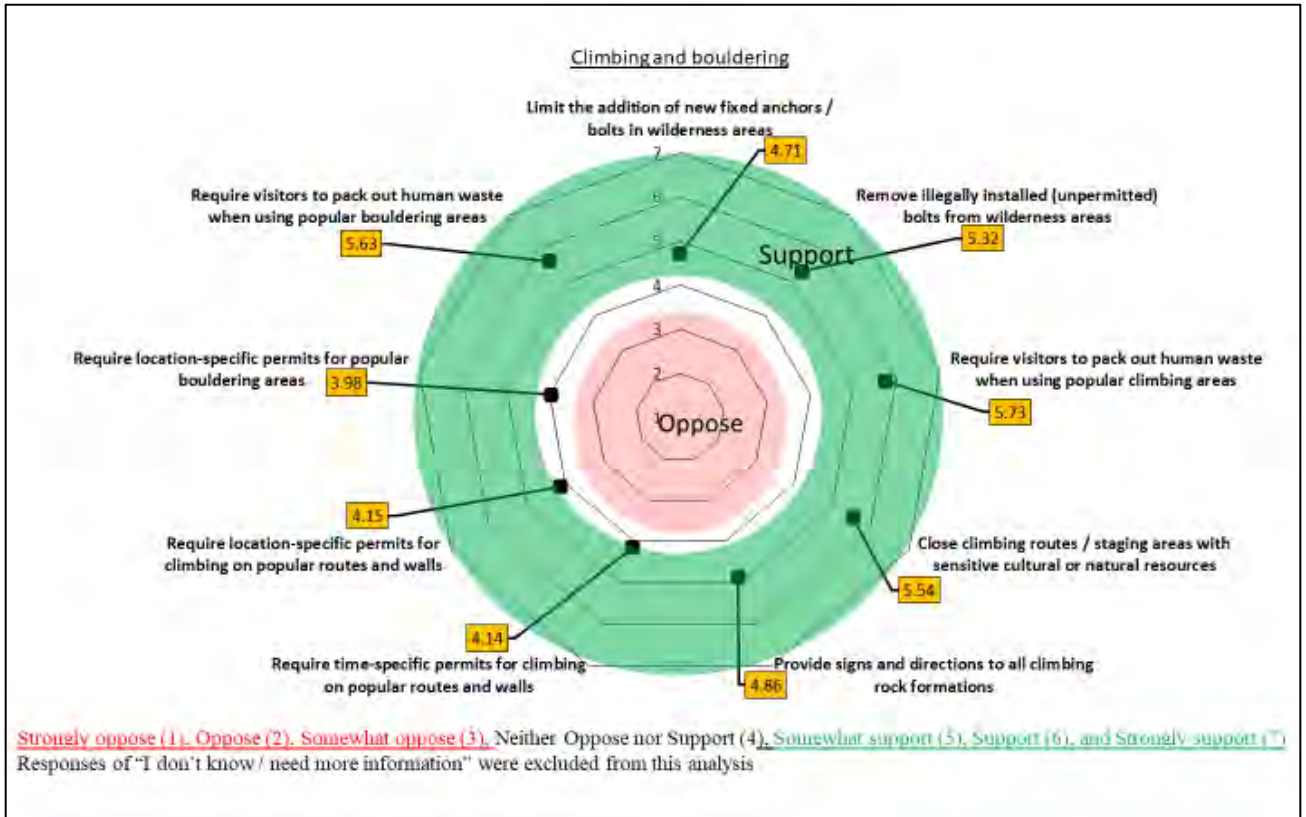 Climbing and bouldering
Limit the addition of new fixed anchors /
bolts in wilderness areas
4.71
Require visitors to pack out human waste
when using popular bouldering areas
5.63
Remove illegally installed (unpermitted)
bolts from wilderness areas
5.32
7
6
5
4
3
2
1
Support
Oppose
Require location-specific permits for popular
bouldering areas
3.98
Require visitors to pack out human waste
when using popular climbing areas
5.73
4.15
Require location-specific permits for
climbing on popular routes and walls
Close climbing routes / staging areas with
sensitive cultural or natural resources
5.54
4.14
Require time-specific permits for climbing
on popular routes and walls
Provide signs and directions to all climbing
rock formations
4.86
Strongly oppose (1), Oppose (2), Somewhat oppose (3), Neither Oppose nor Support (4), Somewhat support (5), Support (6), and Strongly support (7)
Responses of “I don’t know / need more information” were excluded from this analysis